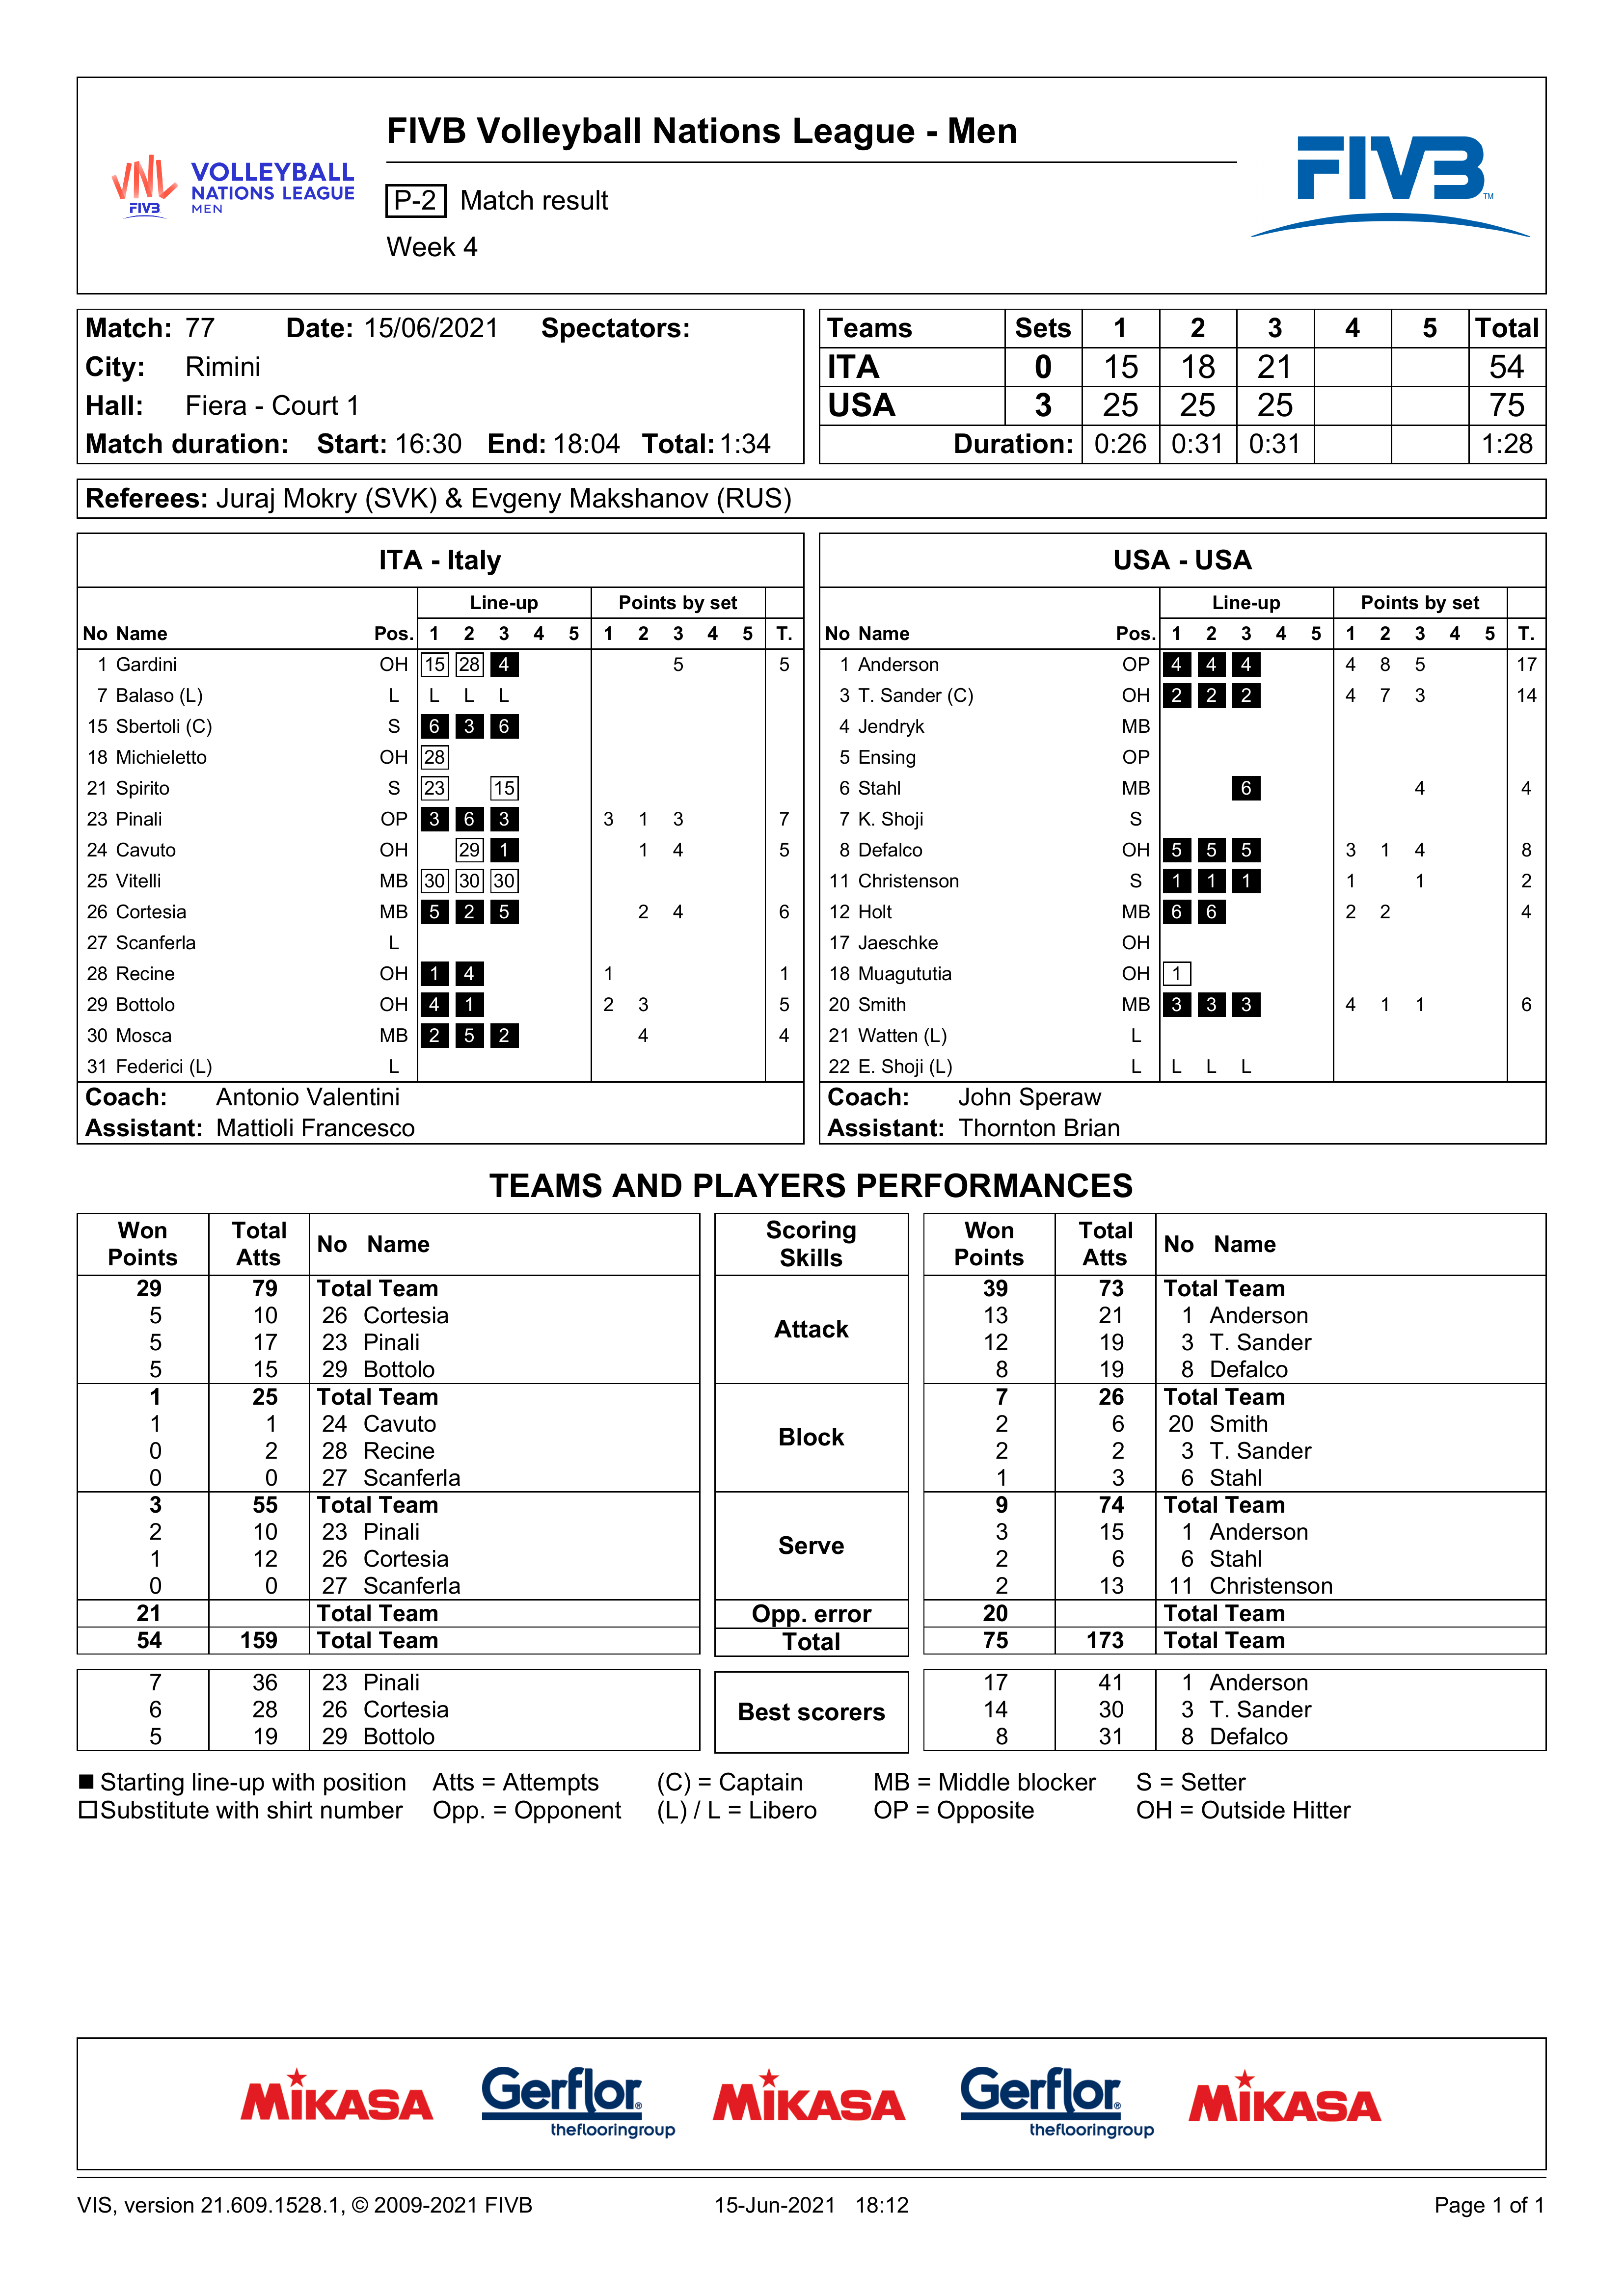 FIVB Volleyball Nations League - Men
VNL FIVB VOLLEYBALL NATIONS LEAGUE MEN
P-2 Match result
Week 4
FIVB TM
Match: 77 Date: 15/06/2021 Spectators:
City: Rimini
Hall: Fiera - Court 1
Match duration: Start: 16:30 End: 18:04 Total: 1:34
Teams Sets 1 2 3 4 5 Total
ITA 0 15 18 21 54
USA 3 25 25 25 75
Duration: 0:26 0:31 0:31 1:28
Referees: Juraj Mokry (SVK) & Evgeny Makshanov (RUS)
ITA - Italy
Line-up Points by set
No Name Pos. 1 2 3 4 5 1 2 3 4 5 T.
1 Gardini OH 15 28 4 5 5
7 Balaso (L) L L L L
15 Sbertoli (C) S 6 3 6
18 Michieletto OH 28
21 Spirito S 23 15
23 Pinali OP 3 6 3 3 1 3 7
24 Cavuto OH 29 1 1 4 5
25 Vitelli MB 30 30 30
26 Cortesia MB 5 2 5 2 4 6
27 Scanferla L
28 Recine OH 1 4 1 1
29 Bottolo OH 4 1 2 3 5
30 Mosca MB 2 5 2 4 4
31 Federici (L) L
Coach: Antonio Valentini
Assistant: Mattioli Francesco
USA - USA
Line-up Points by set
No Name Pos. 1 2 3 4 5 1 2 3 4 5 T.
1 Anderson OP 4 4 4 4 8 5 17
3 T. Sander (C) OH 2 2 2 4 7 3 14
4 Jendryk MB
5 Ensing OP
6 Stahl MB 6 4 4
7 K. Shoji S
8 Defalco OH 5 5 5 3 1 4 8
11 Christenson S 1 1 1 1 1 2
12 Holt MB 6 6 2 2 4
17 Jaeschke OH
18 Muagututia OH 1
20 Smith MB 3 3 3 4 1 1 6
21 Watten (L) L
22 E. Shoji (L) L L L L
Coach: John Speraw
Assistant: Thornton Brian
TEAMS AND PLAYERS PERFORMANCES
Won Points Total Atts No Name Scoring Skills Won Points Total Atts No Name
29 79 Total Team Attack 39 73 Total Team
5 10 26 Cortesia 13 21 1 Anderson
5 17 23 Pinali 12 19 3 T. Sander
5 15 29 Bottolo 8 19 8 Defalco
1 25 Total Team Block 7 26 Total Team
1 1 24 Cavuto 2 6 20 Smith
0 2 28 Recine 2 2 3 T. Sander
0 0 27 Scanferla 1 3 6 Stahl
3 55 Total Team Serve 9 74 Total Team
2 10 23 Pinali 3 15 1 Anderson
1 12 26 Cortesia 2 6 6 Stahl
0 0 27 Scanferla 2 13 11 Christenson
21 Total Team Opp. error 20 Total Team
54 159 Total Team Total 75 173 Total Team
7 36 23 Pinali Best scorers 17 41 1 Anderson
6 28 26 Cortesia 14 30 3 T. Sander
5 19 29 Bottolo 8 31 8 Defalco
Starting line-up with position Atts = Attempts (C) = Captain MB = Middle blocker S = Setter
Substitute with shirt number Opp. = Opponent (L) / L = Libero OP = Opposite OH = Outside Hitter
MIKASA Gerflor® MIKASA Gerflor® MIKASA
theflooringgroup theflooringgroup
VIS, version 21.609.1528.1, © 2009-2021 FIVB 15-Jun-2021 18:12 Page 1 of 1